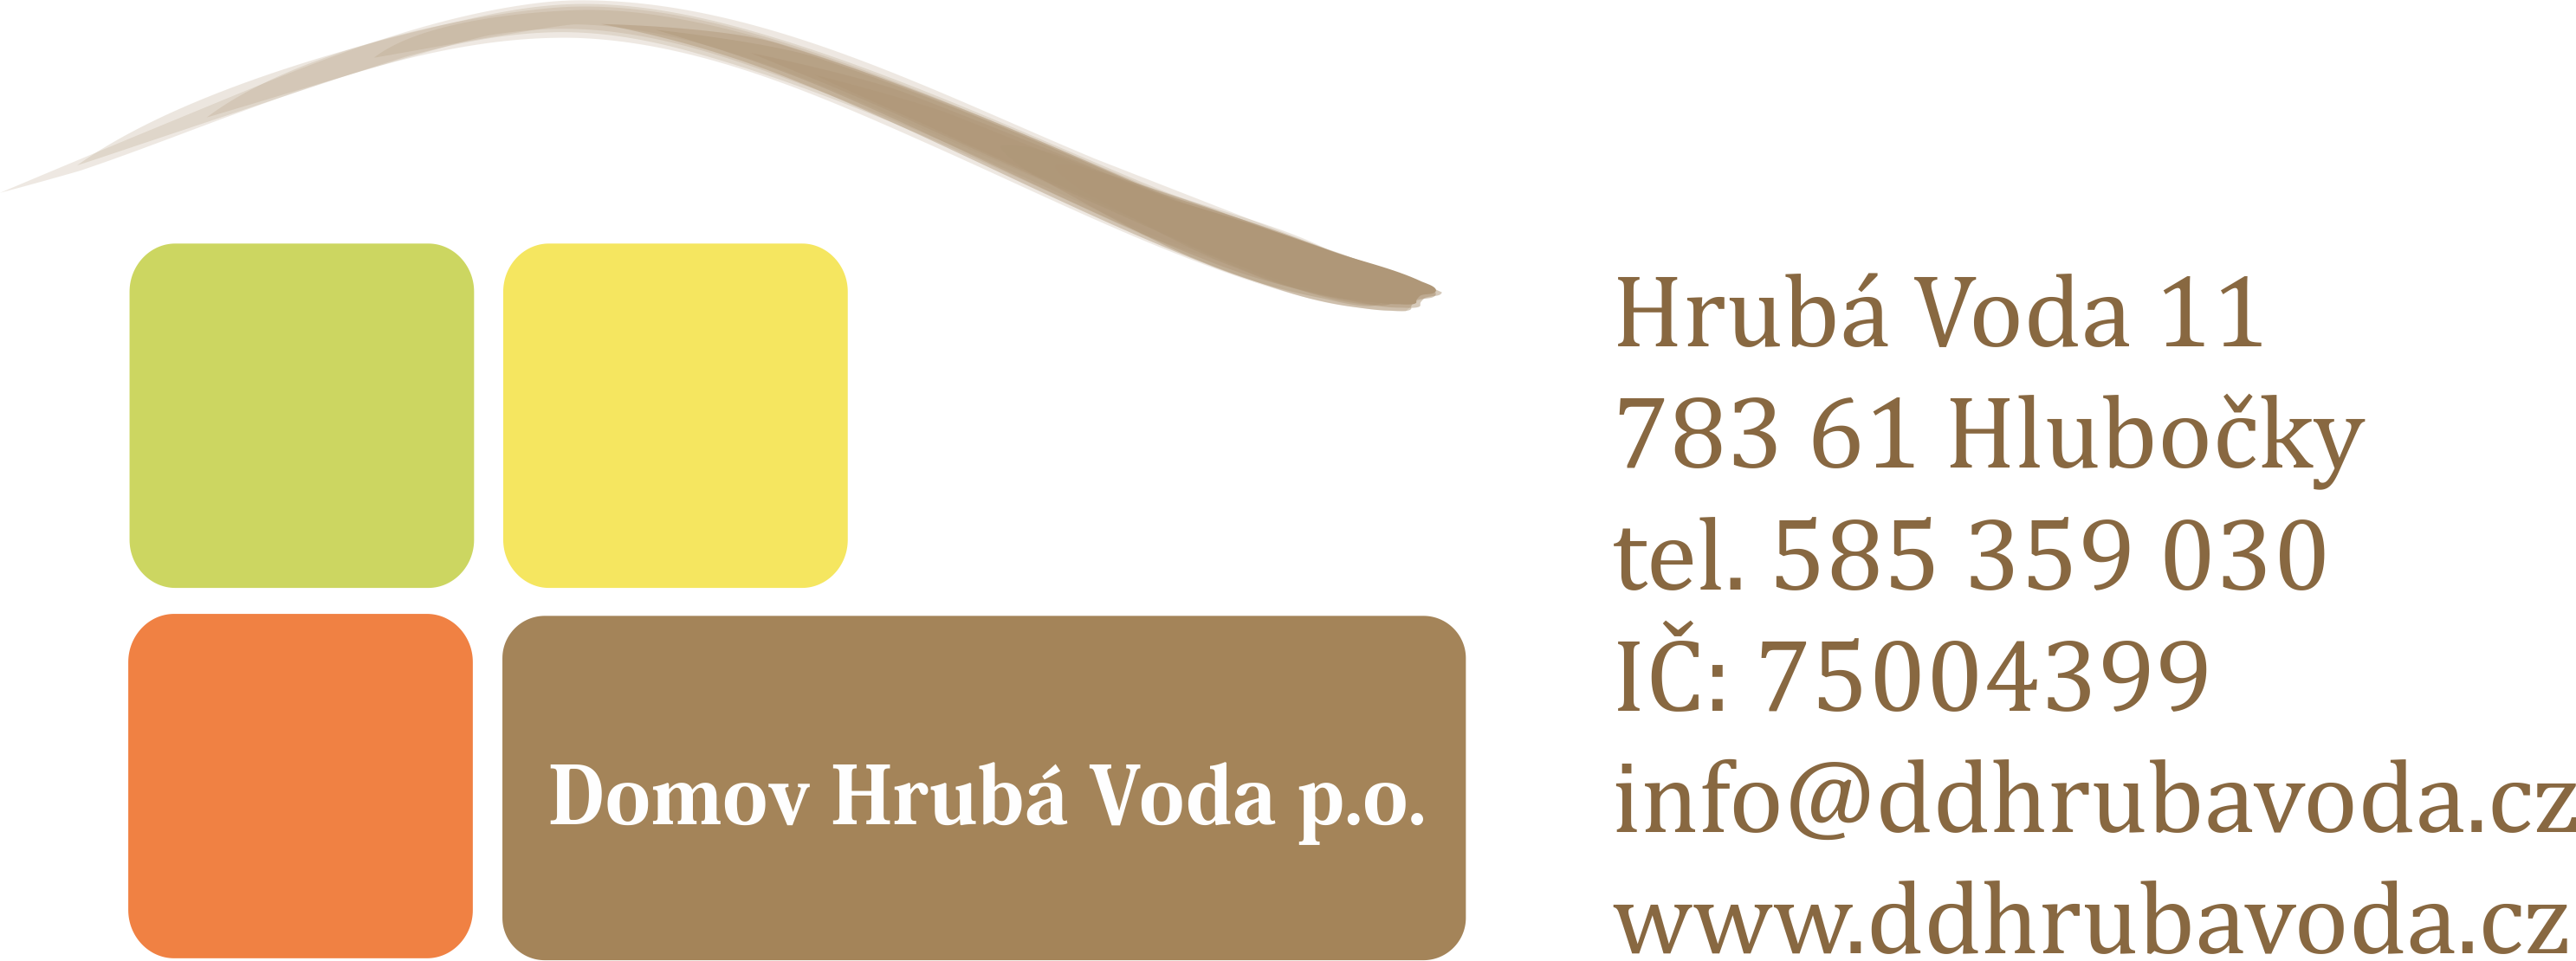 Domov Hrubá Voda p.o.
Hrubá Voda 11
783 61 Hlubočky
tel. 585 359 030
IČ: 75004399
info@ddhrubavoda.cz
www.ddhrubavoda.cz